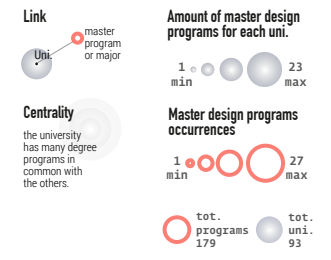 Link
master
program
or major
Uni.
Centrality
the university
has many degree
programs in
common with
the others.
Amount of master design
programs for each uni.
1
min
23
max
Master design programs
occurrences
1
min
27
max
tot.
programs
179
tot.
uni.
93